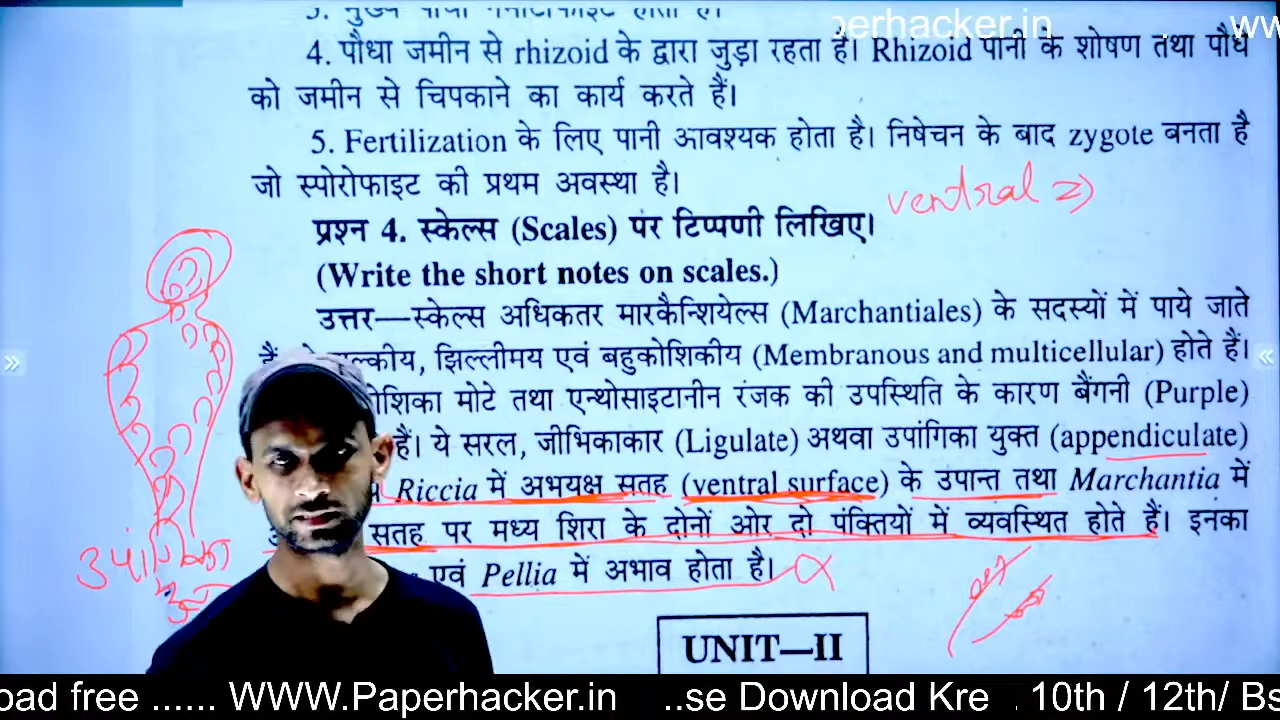 perhacker.in
4. पौधा जमीन से rhizoid के द्वारा जुड़ा रहता है। Rhizoid पानी के शोषण तथा पौधे
को जमीन से चिपकाने का कार्य करते हैं।
5. Fertilization के लिए पानी आवश्यक होता है। निषेचन के बाद zygote बनता है
जो स्पोरोफाइट की प्रथम अवस्था है।
ventral
प्रश्न 4. स्केल्स (Scales) पर टिप्पणी लिखिए।
(Write the short notes on scales.)
उत्तर—स्केल्स अधिकतर मारकैन्शियेल्स (Marchantiales) के सदस्यों में पाये जाते
हैं। झिल्लीमय एवं बहुकोशिकीय (Membranous and multicellular) होते हैं।
मोटे तथा एन्थोसाइटानीन रंजक की उपस्थिति के कारण बैंगनी (Purple)
हैं। ये सरल, जीभिकाकार (Ligulate) अथवा उपांगिका युक्त (appendiculate)
Riccia में अभयक्ष सतह (ventral surface) के उपान्त तथा Marchantia में
सतह पर मध्य शिरा के दोनों ओर दो पंक्तियों में व्यवस्थित होते हैं। इनका
एवं Pellia में अभाव होता है।
उपांगिका
UNIT—II
oad free ...... WWW.Paperhacker.in ..se Download Kre . 10th / 12th/ Bs